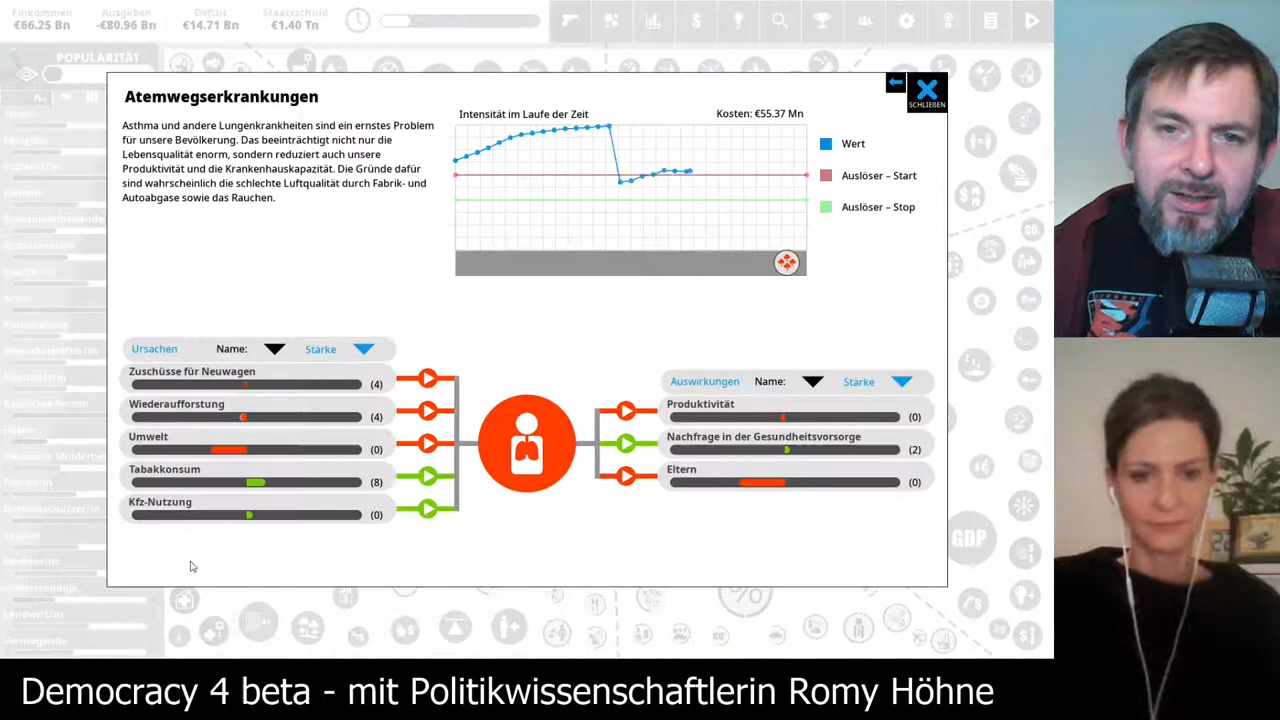 Einkommen
Ausgeben
Defizit
Staatsschuld
€66.25 Bn
-€80.96 Bn
€14.71 Bn
€1.40 Tn
POPULARITÄT
Atemwegserkrankungen
SCHLIEßEN
Asthma und andere Lungenkrankheiten sind ein ernstes Problem
für unsere Bevölkerung. Das beeinträchtigt nicht nur die
Lebensqualität enorm, sondern reduziert auch unsere
Produktivität und die Krankenhauskapazität. Die Gründe dafür
sind wahrscheinlich die schlechte Luftqualität durch Fabrik- und
Autoabgase sowie das Rauchen.
Intensität im Laufe der Zeit
Kosten: €55.37 Mn
Wert
Auslöser – Start
Auslöser – Stop
Ursachen Name: Stärke
Zuschüsse für Neuwagen
(4)
Wiederaufforstung
(4)
Umwelt
(0)
Tabakkonsum
(8)
Kfz-Nutzung
(0)
Auswirkungen Name: Stärke
Produktivität
(0)
Nachfrage in der Gesundheitsvorsorge
(2)
Eltern
(0)
GDP
Democracy 4 beta - mit Politikwissenschaftlerin Romy Höhne